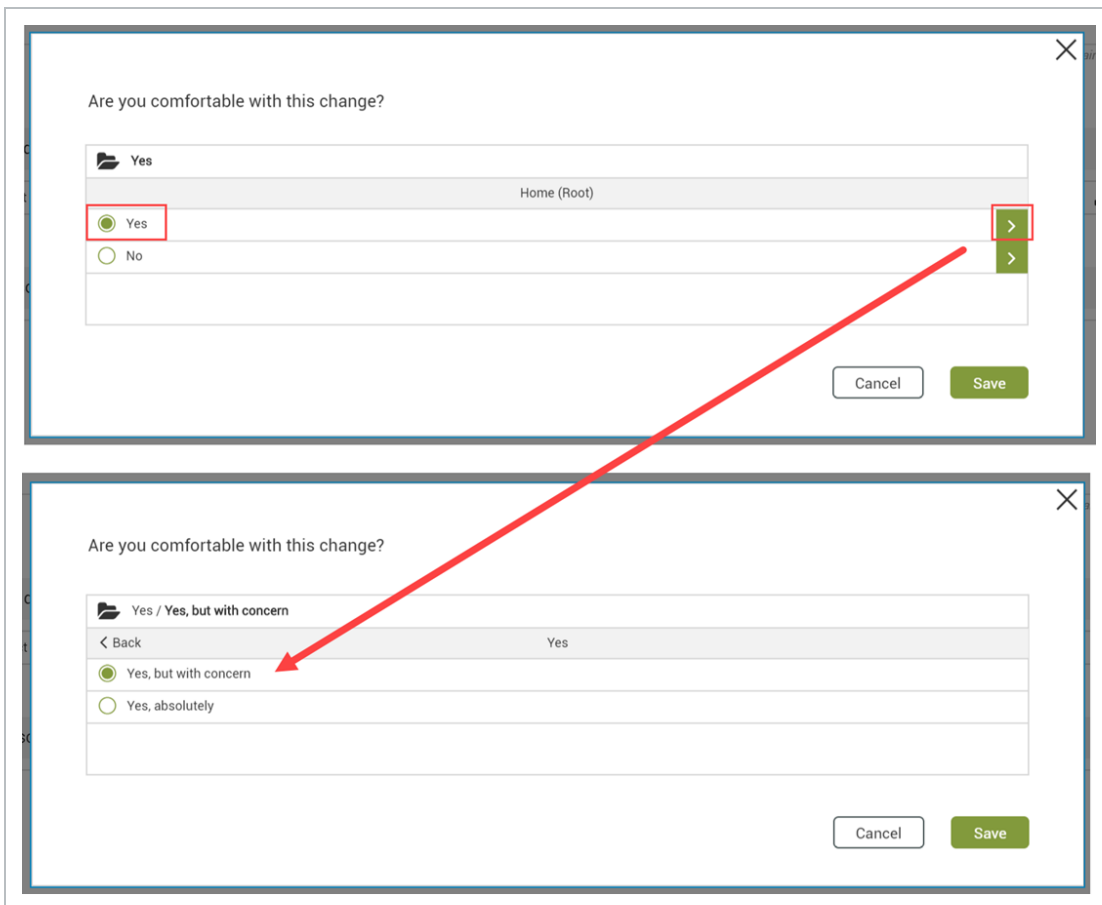 Are you comfortable with this change?
Yes
Home (Root)
Yes
No
Cancel
Save
Are you comfortable with this change?
Yes / Yes, but with concern
Back
Yes
Yes, but with concern
Yes, absolutely
Cancel
Save